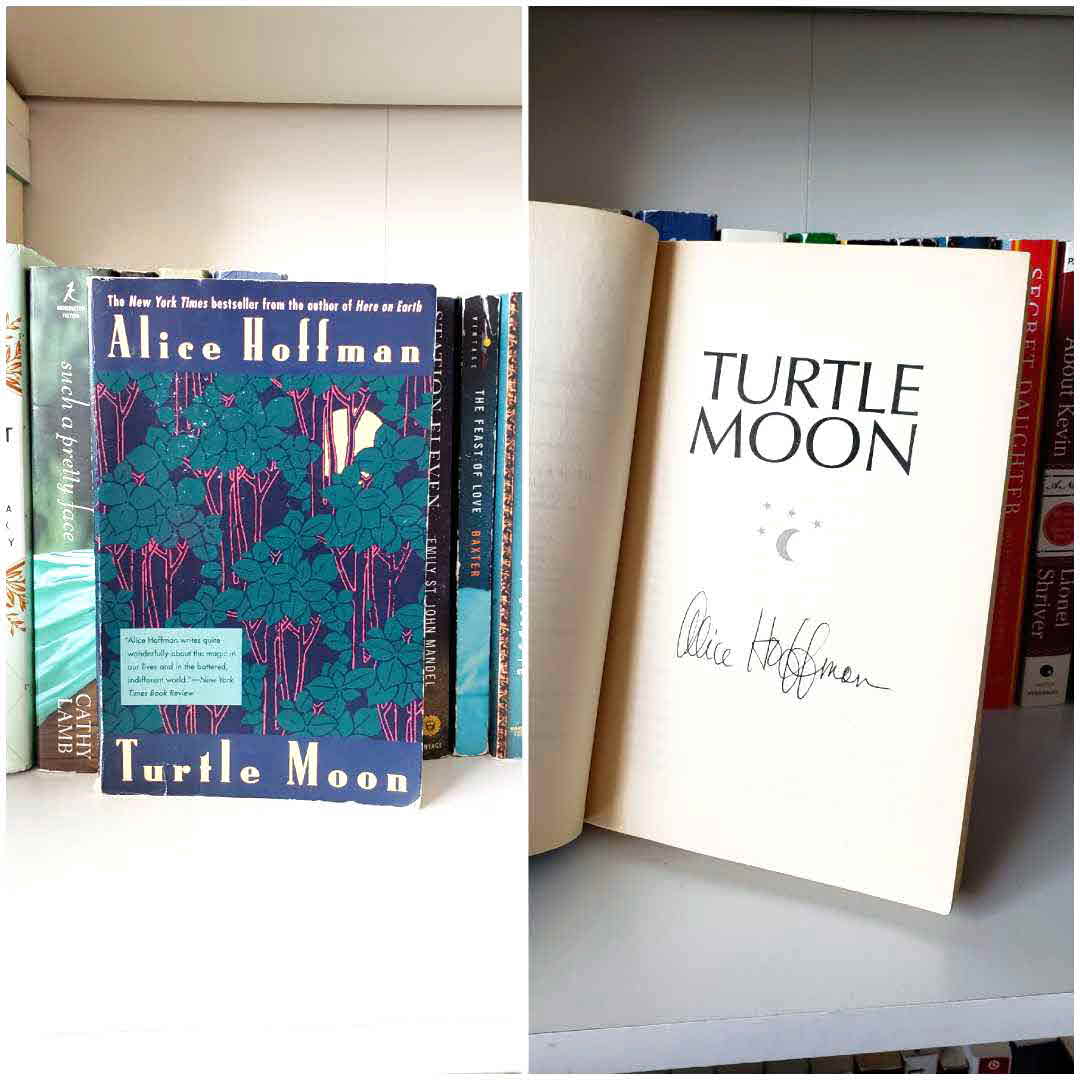 The New York Times bestseller from the author of Here on Earth
Alice Hoffman
"Alice Hoffman writes quite
wonderfully about the magic in
our lives and in the battered,
indifferent world."—New York
Times Book Review
Turtle Moon
such a pretty face
CATHY
LAMB
STATION ELEVEN
EMILY ST. JOHN MANDEL
VINTAGE
THE FEAST OF LOVE
BAXTER
TURTLE
MOON
Alice Hoffman
SECRET DAUGHTER
About Kevin
Lionel
Shriver